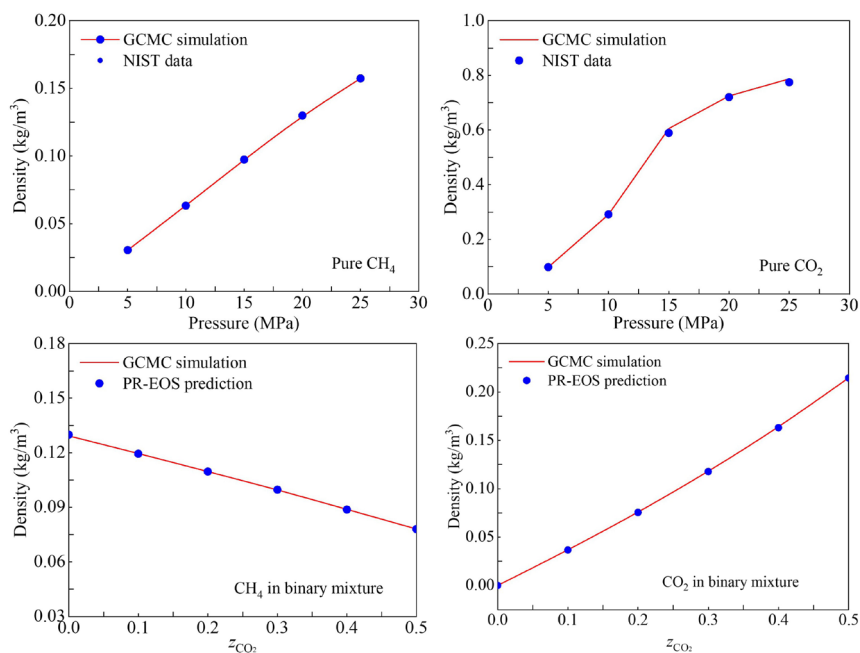 0.20
0.15
0.10
0.05
0.00
Density (kg/m³)
GCMC simulation
NIST data
Pure CH₄
0 5 10 15 20 25 30
Pressure (MPa)
1.0
0.8
0.6
0.4
0.2
0.0
Density (kg/m³)
GCMC simulation
NIST data
Pure CO₂
0 5 10 15 20 25 30
Pressure (MPa)
0.18
0.15
0.12
0.09
0.06
0.03
Density (kg/m³)
GCMC simulation
PR-EOS prediction
CH₄ in binary mixture
0.0 0.1 0.2 0.3 0.4 0.5
z_CO₂
0.25
0.20
0.15
0.10
0.05
0.00
Density (kg/m³)
GCMC simulation
PR-EOS prediction
CO₂ in binary mixture
0.0 0.1 0.2 0.3 0.4 0.5
z_CO₂